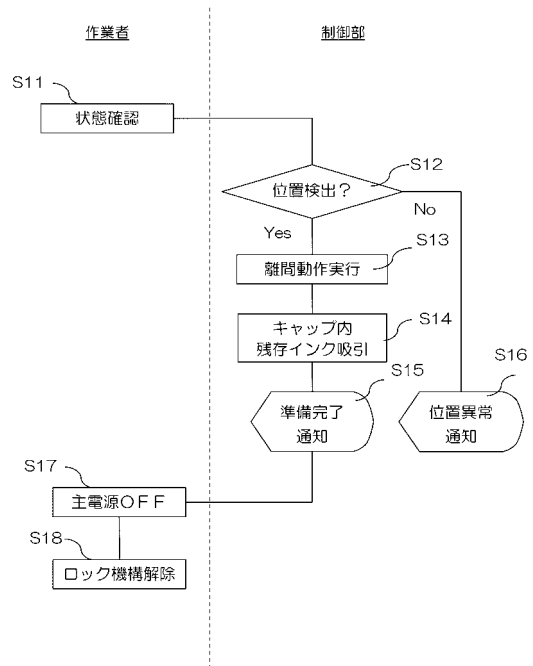 作業者
制御部
S11
状態確認
S12
位置検出？
No
Yes
S13
離間動作実行
S14
キャップ内
残存インク吸引
S15
準備完了
通知
S16
位置異常
通知
S17
主電源ＯＦＦ
S18
ロック機構解除